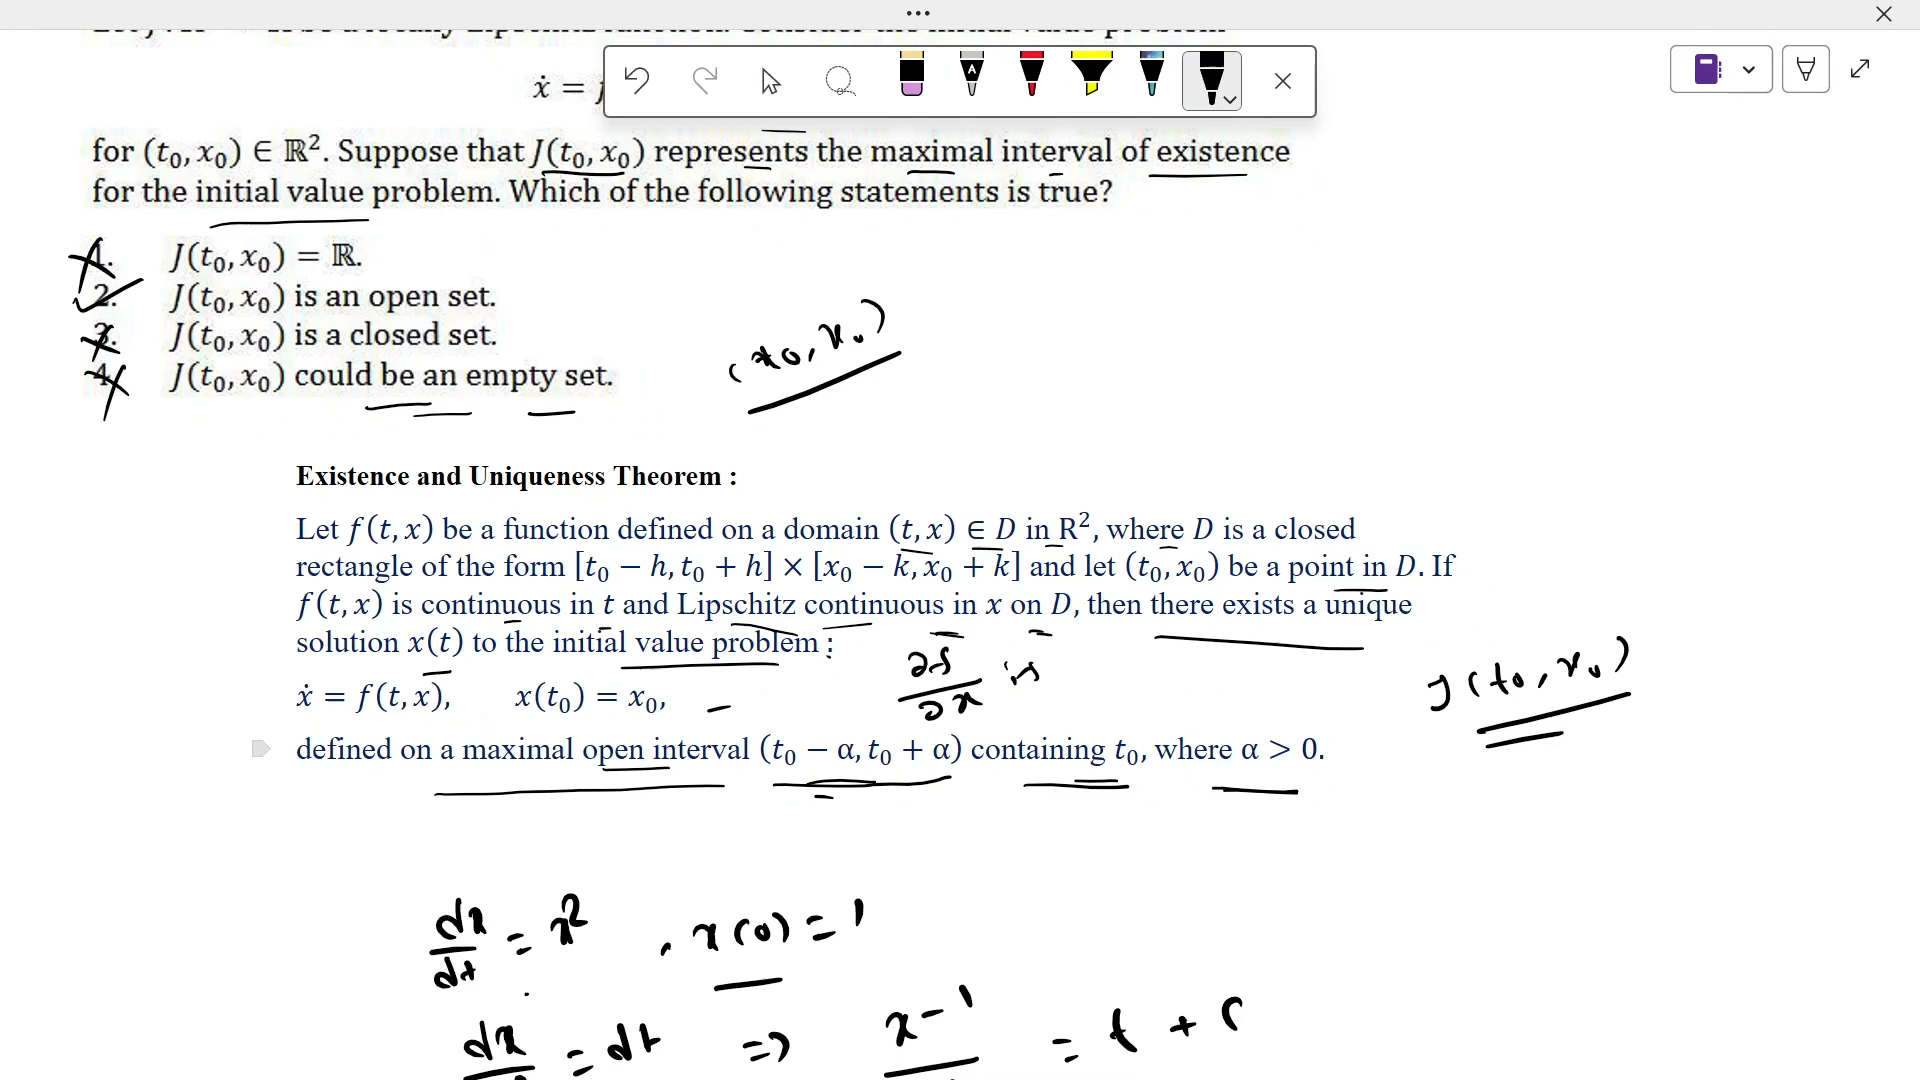 ẋ =
for (t₀, x₀) ∈ ℝ². Suppose that J(t₀, x₀) represents the maximal interval of existence
for the initial value problem. Which of the following statements is true?
1. J(t₀, x₀) = ℝ.
2. J(t₀, x₀) is an open set.
3. J(t₀, x₀) is a closed set.
4. J(t₀, x₀) could be an empty set.
(t₀, x₀)
Existence and Uniqueness Theorem :
Let f(t, x) be a function defined on a domain (t, x) ∈ D in R², where D is a closed
rectangle of the form [t₀ − h, t₀ + h] × [x₀ − k, x₀ + k] and let (t₀, x₀) be a point in D. If
f(t, x) is continuous in t and Lipschitz continuous in x on D, then there exists a unique
solution x(t) to the initial value problem :
∂f/∂x is
J(t₀, x₀)
ẋ = f(t, x), x(t₀) = x₀,
defined on a maximal open interval (t₀ − α, t₀ + α) containing t₀, where α > 0.
dx/dt = x² , x(0) = 1
dx = dt ⇒ x⁻¹ = t + c